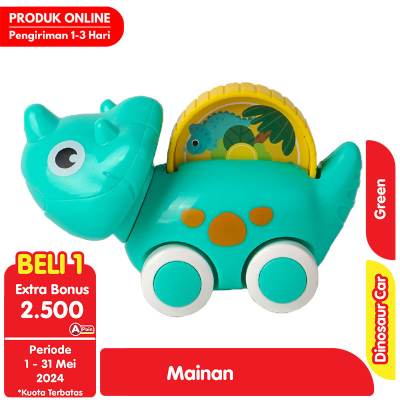 PRODUK ONLINE
Pengiriman 1-3 Hari
Green
Dinosaur Car
BELI 1
Extra Bonus
2.500
A Poin
Periode
1 - 31 Mei
2024
*Kuota Terbatas
Mainan